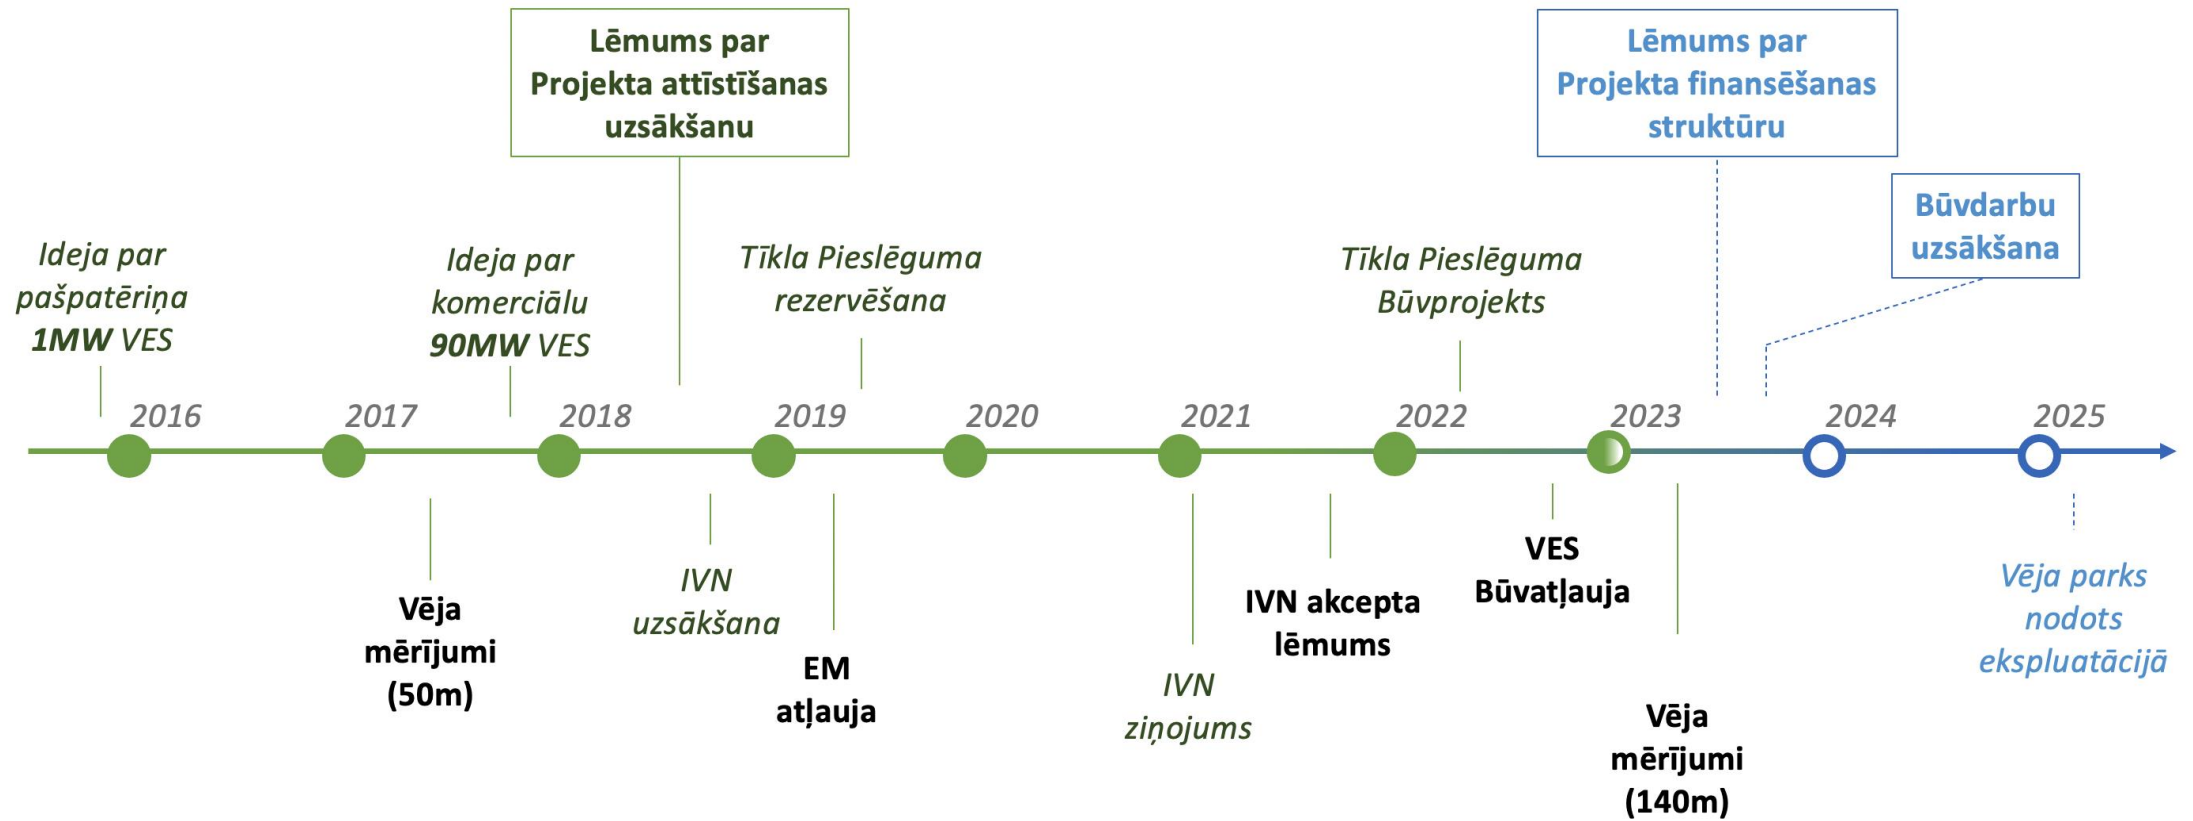 Lēmums par
Projekta attīstīšanas
uzsākšanu
Lēmums par
Projekta finansēšanas
struktūru
Būvdarbu
uzsākšana
Ideja par
pašpatēriņa
1MW VES
Ideja par
komerciālu
90MW VES
Tīkla Pieslēguma
rezervēšana
Tīkla Pieslēguma
Būvprojekts
2016
2017
2018
2019
2020
2021
2022
2023
2024
2025
Vēja
mērījumi
(50m)
IVN
uzsākšana
EM
atļauja
IVN
ziņojums
IVN akcepta
lēmums
VES
Būvatļauja
Vēja
mērījumi
(140m)
Vēja parks
nodots
ekspluatācijā